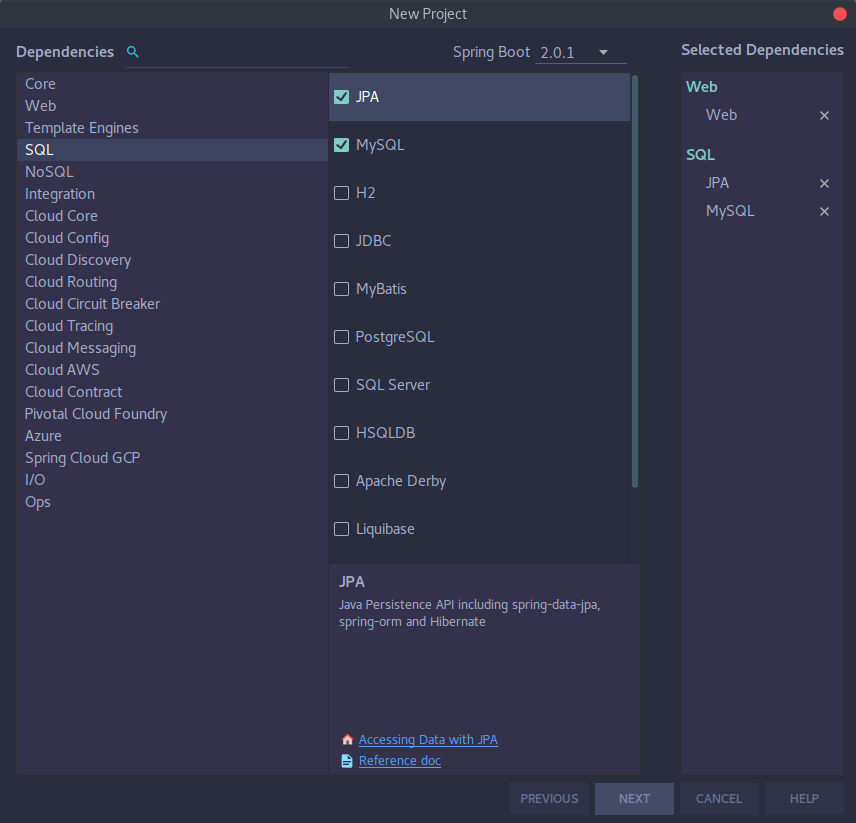 New Project
Dependencies
Spring Boot 2.0.1
Selected Dependencies
Core
Web
Template Engines
SQL
NoSQL
Integration
Cloud Core
Cloud Config
Cloud Discovery
Cloud Routing
Cloud Circuit Breaker
Cloud Tracing
Cloud Messaging
Cloud AWS
Cloud Contract
Pivotal Cloud Foundry
Azure
Spring Cloud GCP
I/O
Ops
JPA
MySQL
H2
JDBC
MyBatis
PostgreSQL
SQL Server
HSQLDB
Apache Derby
Liquibase
JPA
Java Persistence API including spring-data-jpa,
spring-orm and Hibernate
Accessing Data with JPA
Reference doc
Web
Web
SQL
JPA
MySQL
PREVIOUS
NEXT
CANCEL
HELP